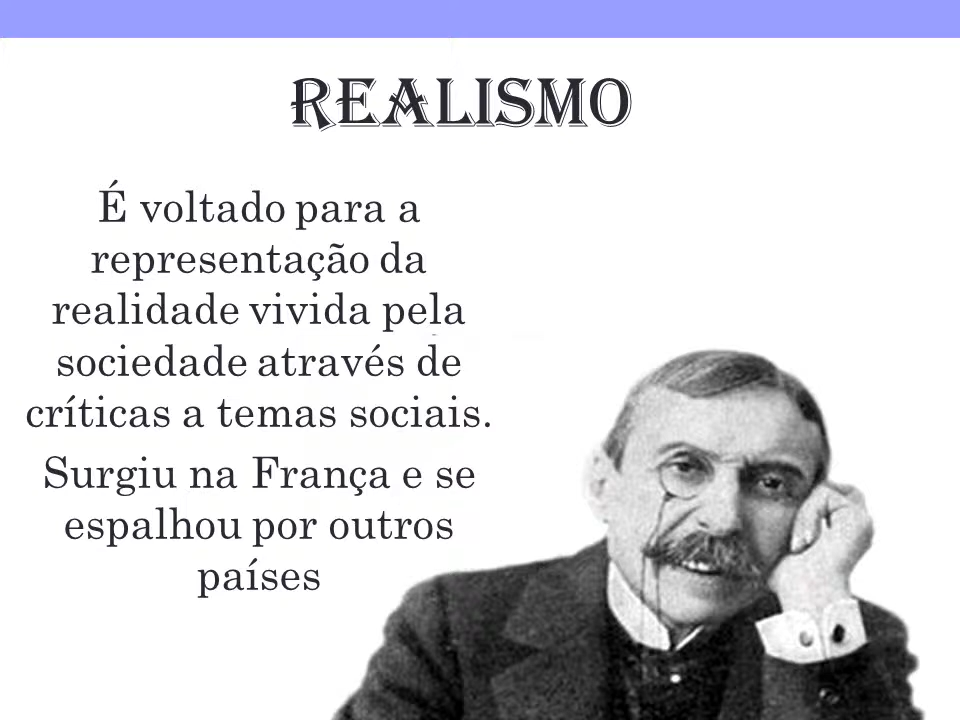 REALISMO
É voltado para a
representação da
realidade vivida pela
sociedade através de
críticas a temas sociais.
Surgiu na França e se
espalhou por outros
países